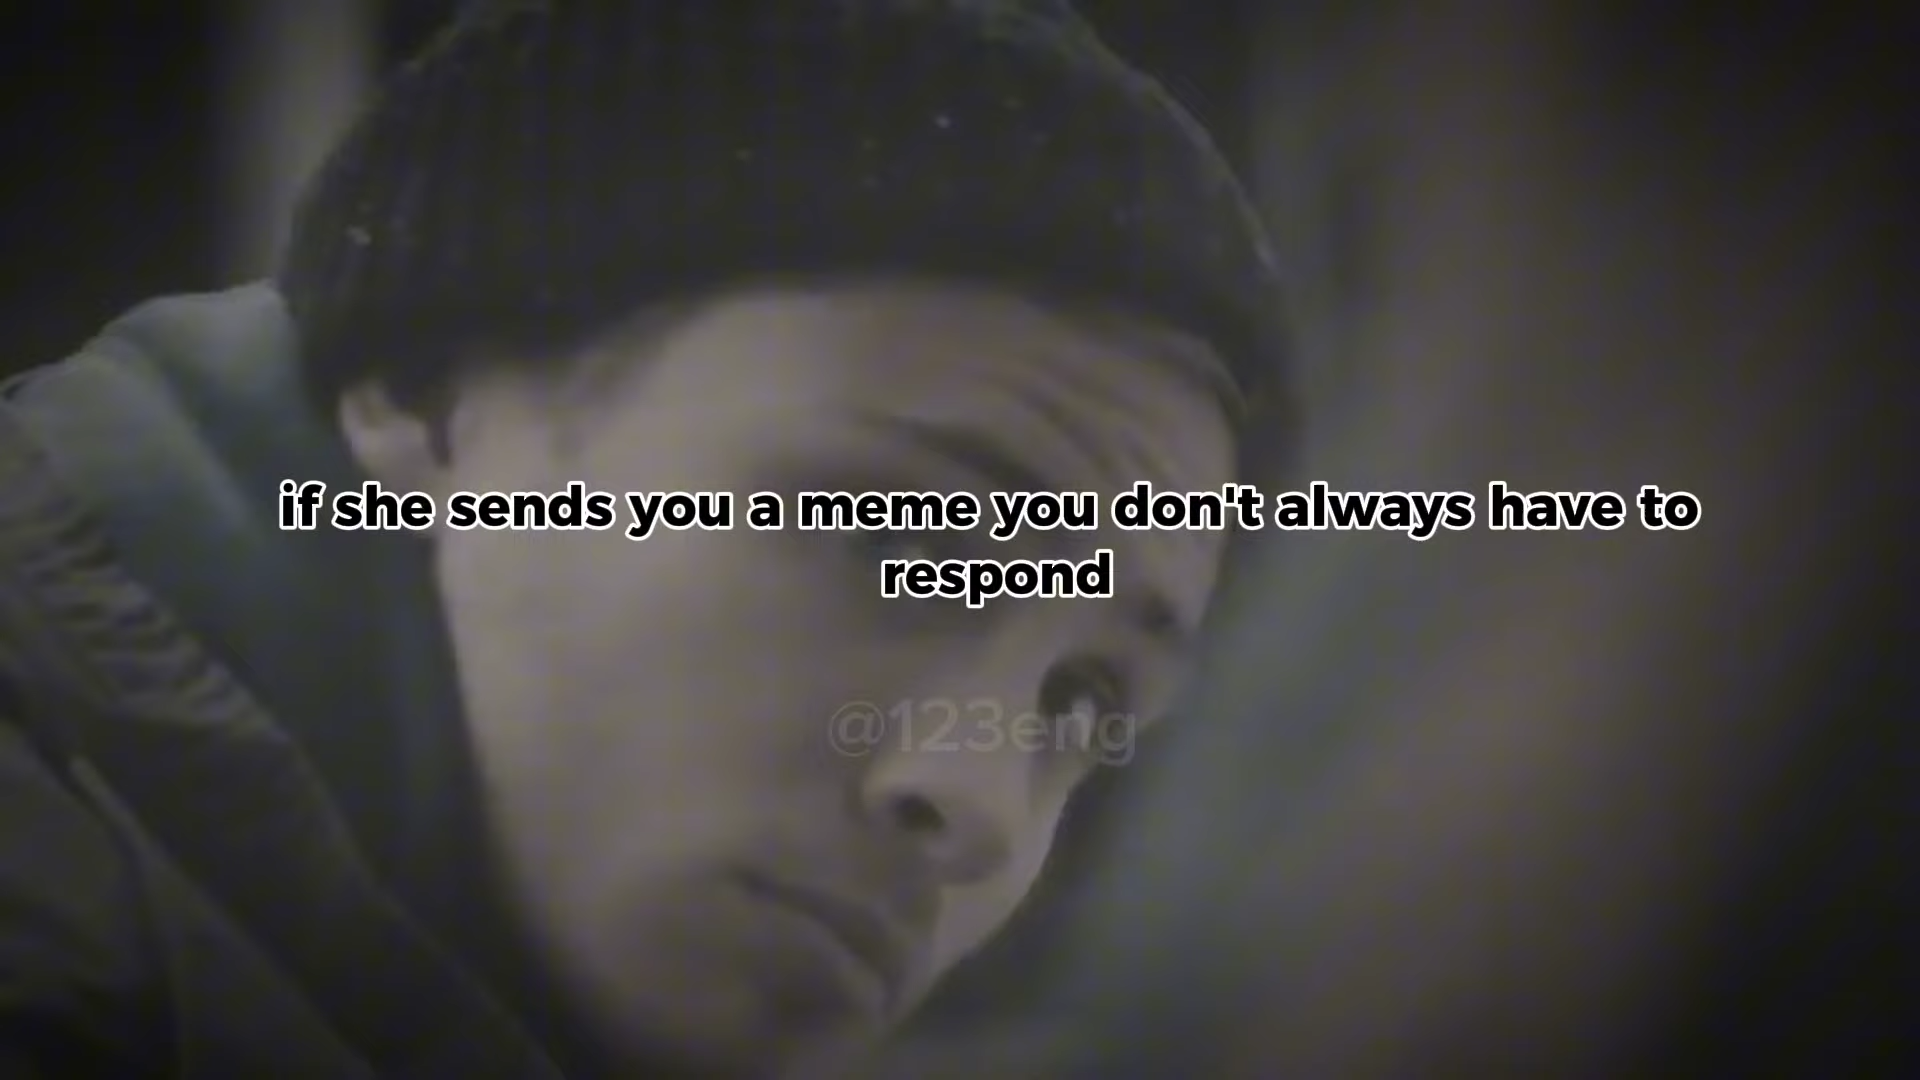 if she sends you a meme you don't always have to
respond
@123eng